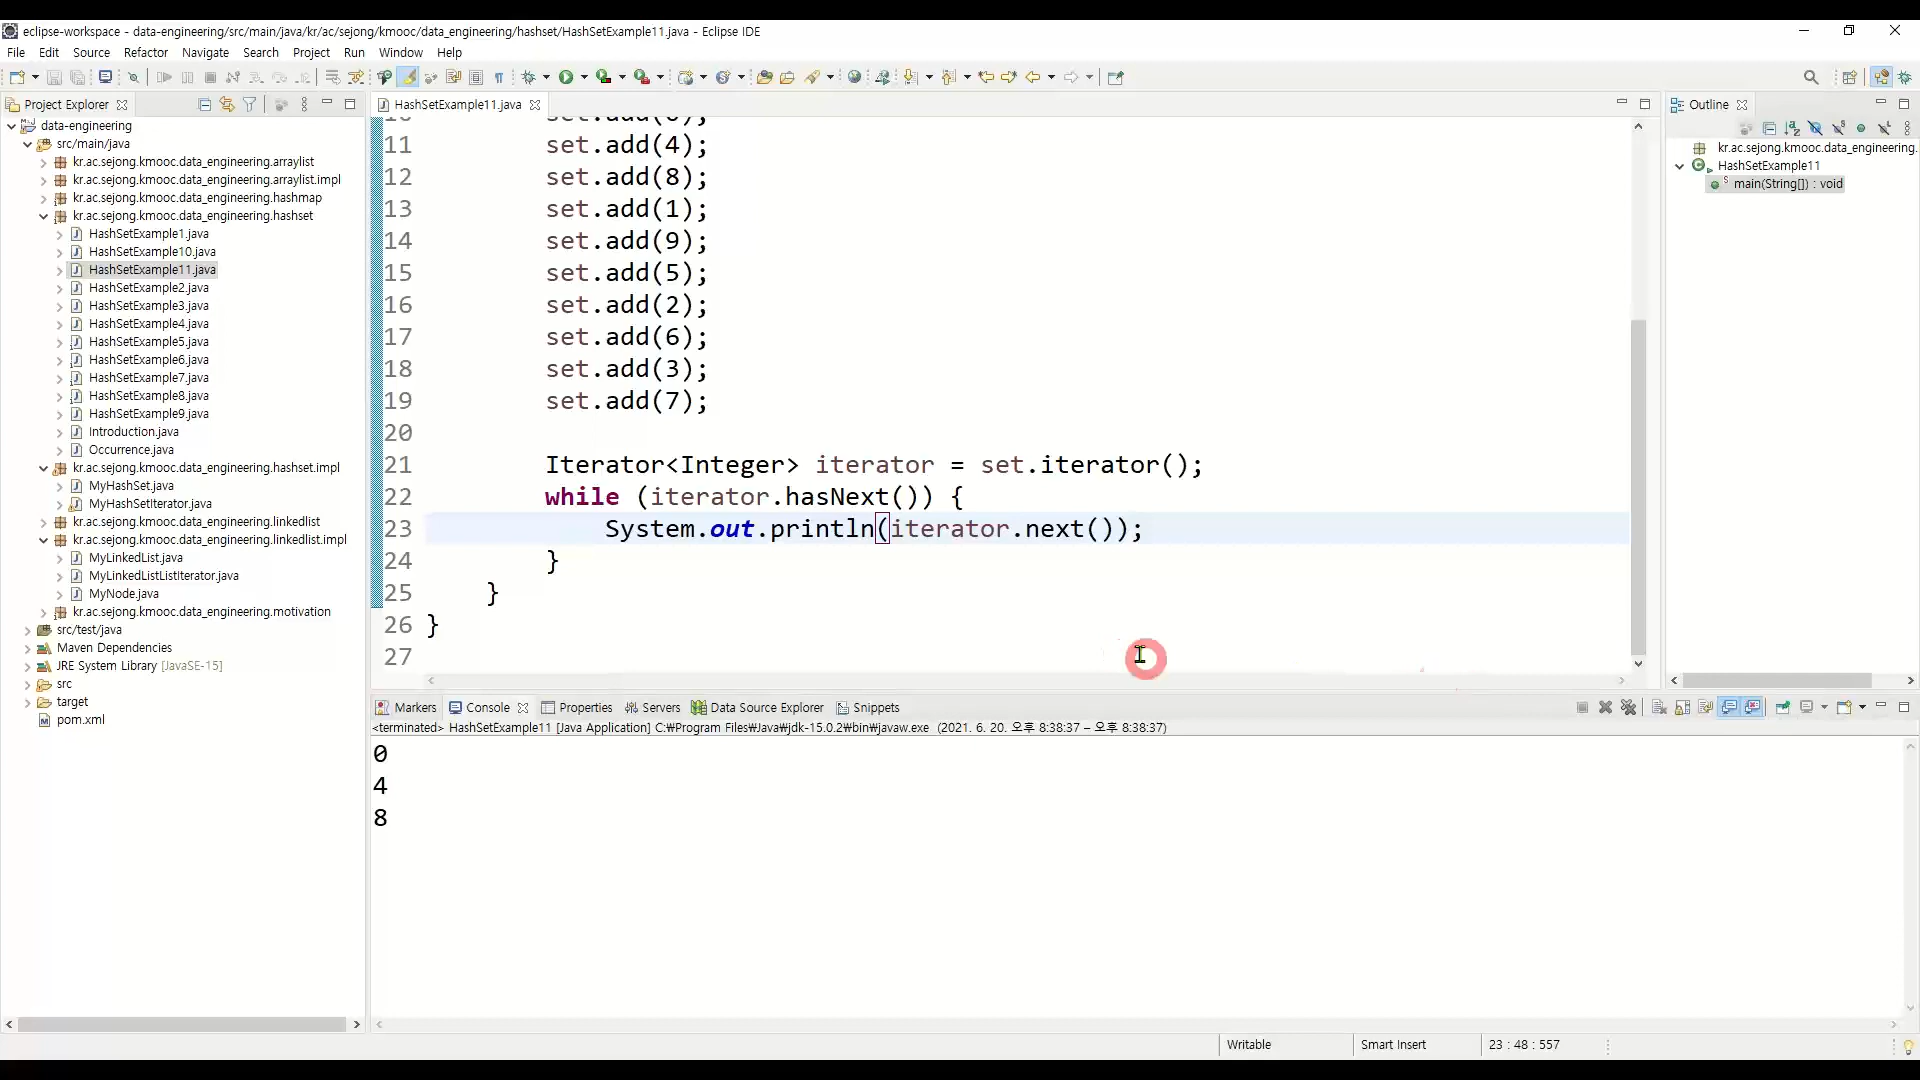 eclipse-workspace - data-engineering/src/main/java/kr/ac/sejong/kmooc/data_engineering/hashset/HashSetExample11.java - Eclipse IDE
File Edit Source Refactor Navigate Search Project Run Window Help
Project Explorer
data-engineering
src/main/java
kr.ac.sejong.kmooc.data_engineering.arraylist
kr.ac.sejong.kmooc.data_engineering.arraylist.impl
kr.ac.sejong.kmooc.data_engineering.hashmap
kr.ac.sejong.kmooc.data_engineering.hashset
HashSetExample1.java
HashSetExample10.java
HashSetExample11.java
HashSetExample2.java
HashSetExample3.java
HashSetExample4.java
HashSetExample5.java
HashSetExample6.java
HashSetExample7.java
HashSetExample8.java
HashSetExample9.java
Introduction.java
Occurrence.java
kr.ac.sejong.kmooc.data_engineering.hashset.impl
MyHashSet.java
MyHashSetIterator.java
kr.ac.sejong.kmooc.data_engineering.linkedlist
kr.ac.sejong.kmooc.data_engineering.linkedlist.impl
MyLinkedList.java
MyLinkedListListIterator.java
MyNode.java
kr.ac.sejong.kmooc.data_engineering.motivation
src/test/java
Maven Dependencies
JRE System Library [JavaSE-15]
src
target
pom.xml
HashSetExample11.java
11 set.add(4);
12 set.add(8);
13 set.add(1);
14 set.add(9);
15 set.add(5);
16 set.add(2);
17 set.add(6);
18 set.add(3);
19 set.add(7);
20
21 Iterator<Integer> iterator = set.iterator();
22 while (iterator.hasNext()) {
23 System.out.println(iterator.next());
24 }
25 }
26 }
27
Outline
kr.ac.sejong.kmooc.data_engineering.
HashSetExample11
main(String[]) : void
Markers Console Properties Servers Data Source Explorer Snippets
<terminated> HashSetExample11 [Java Application] C:₩Program Files₩Java₩jdk-15.0.2₩bin₩javaw.exe (2021. 6. 20. 오후 8:38:37 – 오후 8:38:37)
0
4
8
Writable Smart Insert 23 : 48 : 557